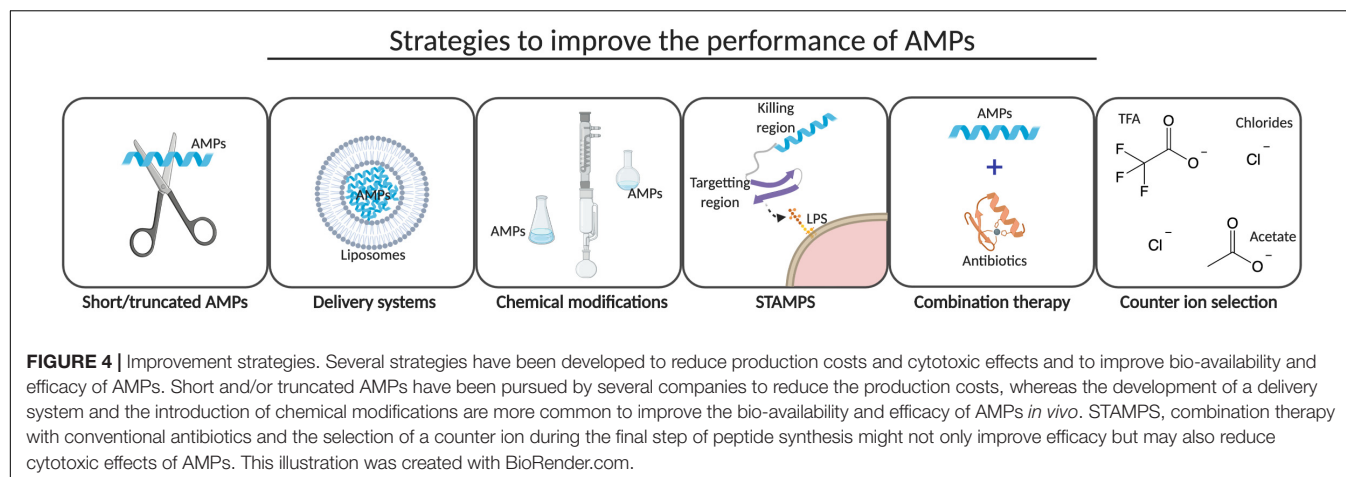 Strategies to improve the performance of AMPs
AMPs
Short/truncated AMPs
AMPs
Liposomes
Delivery systems
AMPs
AMPs
Chemical modifications
Killing
region
Targetting
region
LPS
STAMPS
AMPs
+
Antibiotics
Combination therapy
TFA
O
O⁻
F
F
F
Chlorides
Cl⁻
Cl⁻
O
Acetate
O⁻
Counter ion selection
FIGURE 4 | Improvement strategies. Several strategies have been developed to reduce production costs and cytotoxic effects and to improve bio-availability and
efficacy of AMPs. Short and/or truncated AMPs have been pursued by several companies to reduce the production costs, whereas the development of a delivery
system and the introduction of chemical modifications are more common to improve the bio-availability and efficacy of AMPs in vivo. STAMPS, combination therapy
with conventional antibiotics and the selection of a counter ion during the final step of peptide synthesis might not only improve efficacy but may also reduce
cytotoxic effects of AMPs. This illustration was created with BioRender.com.